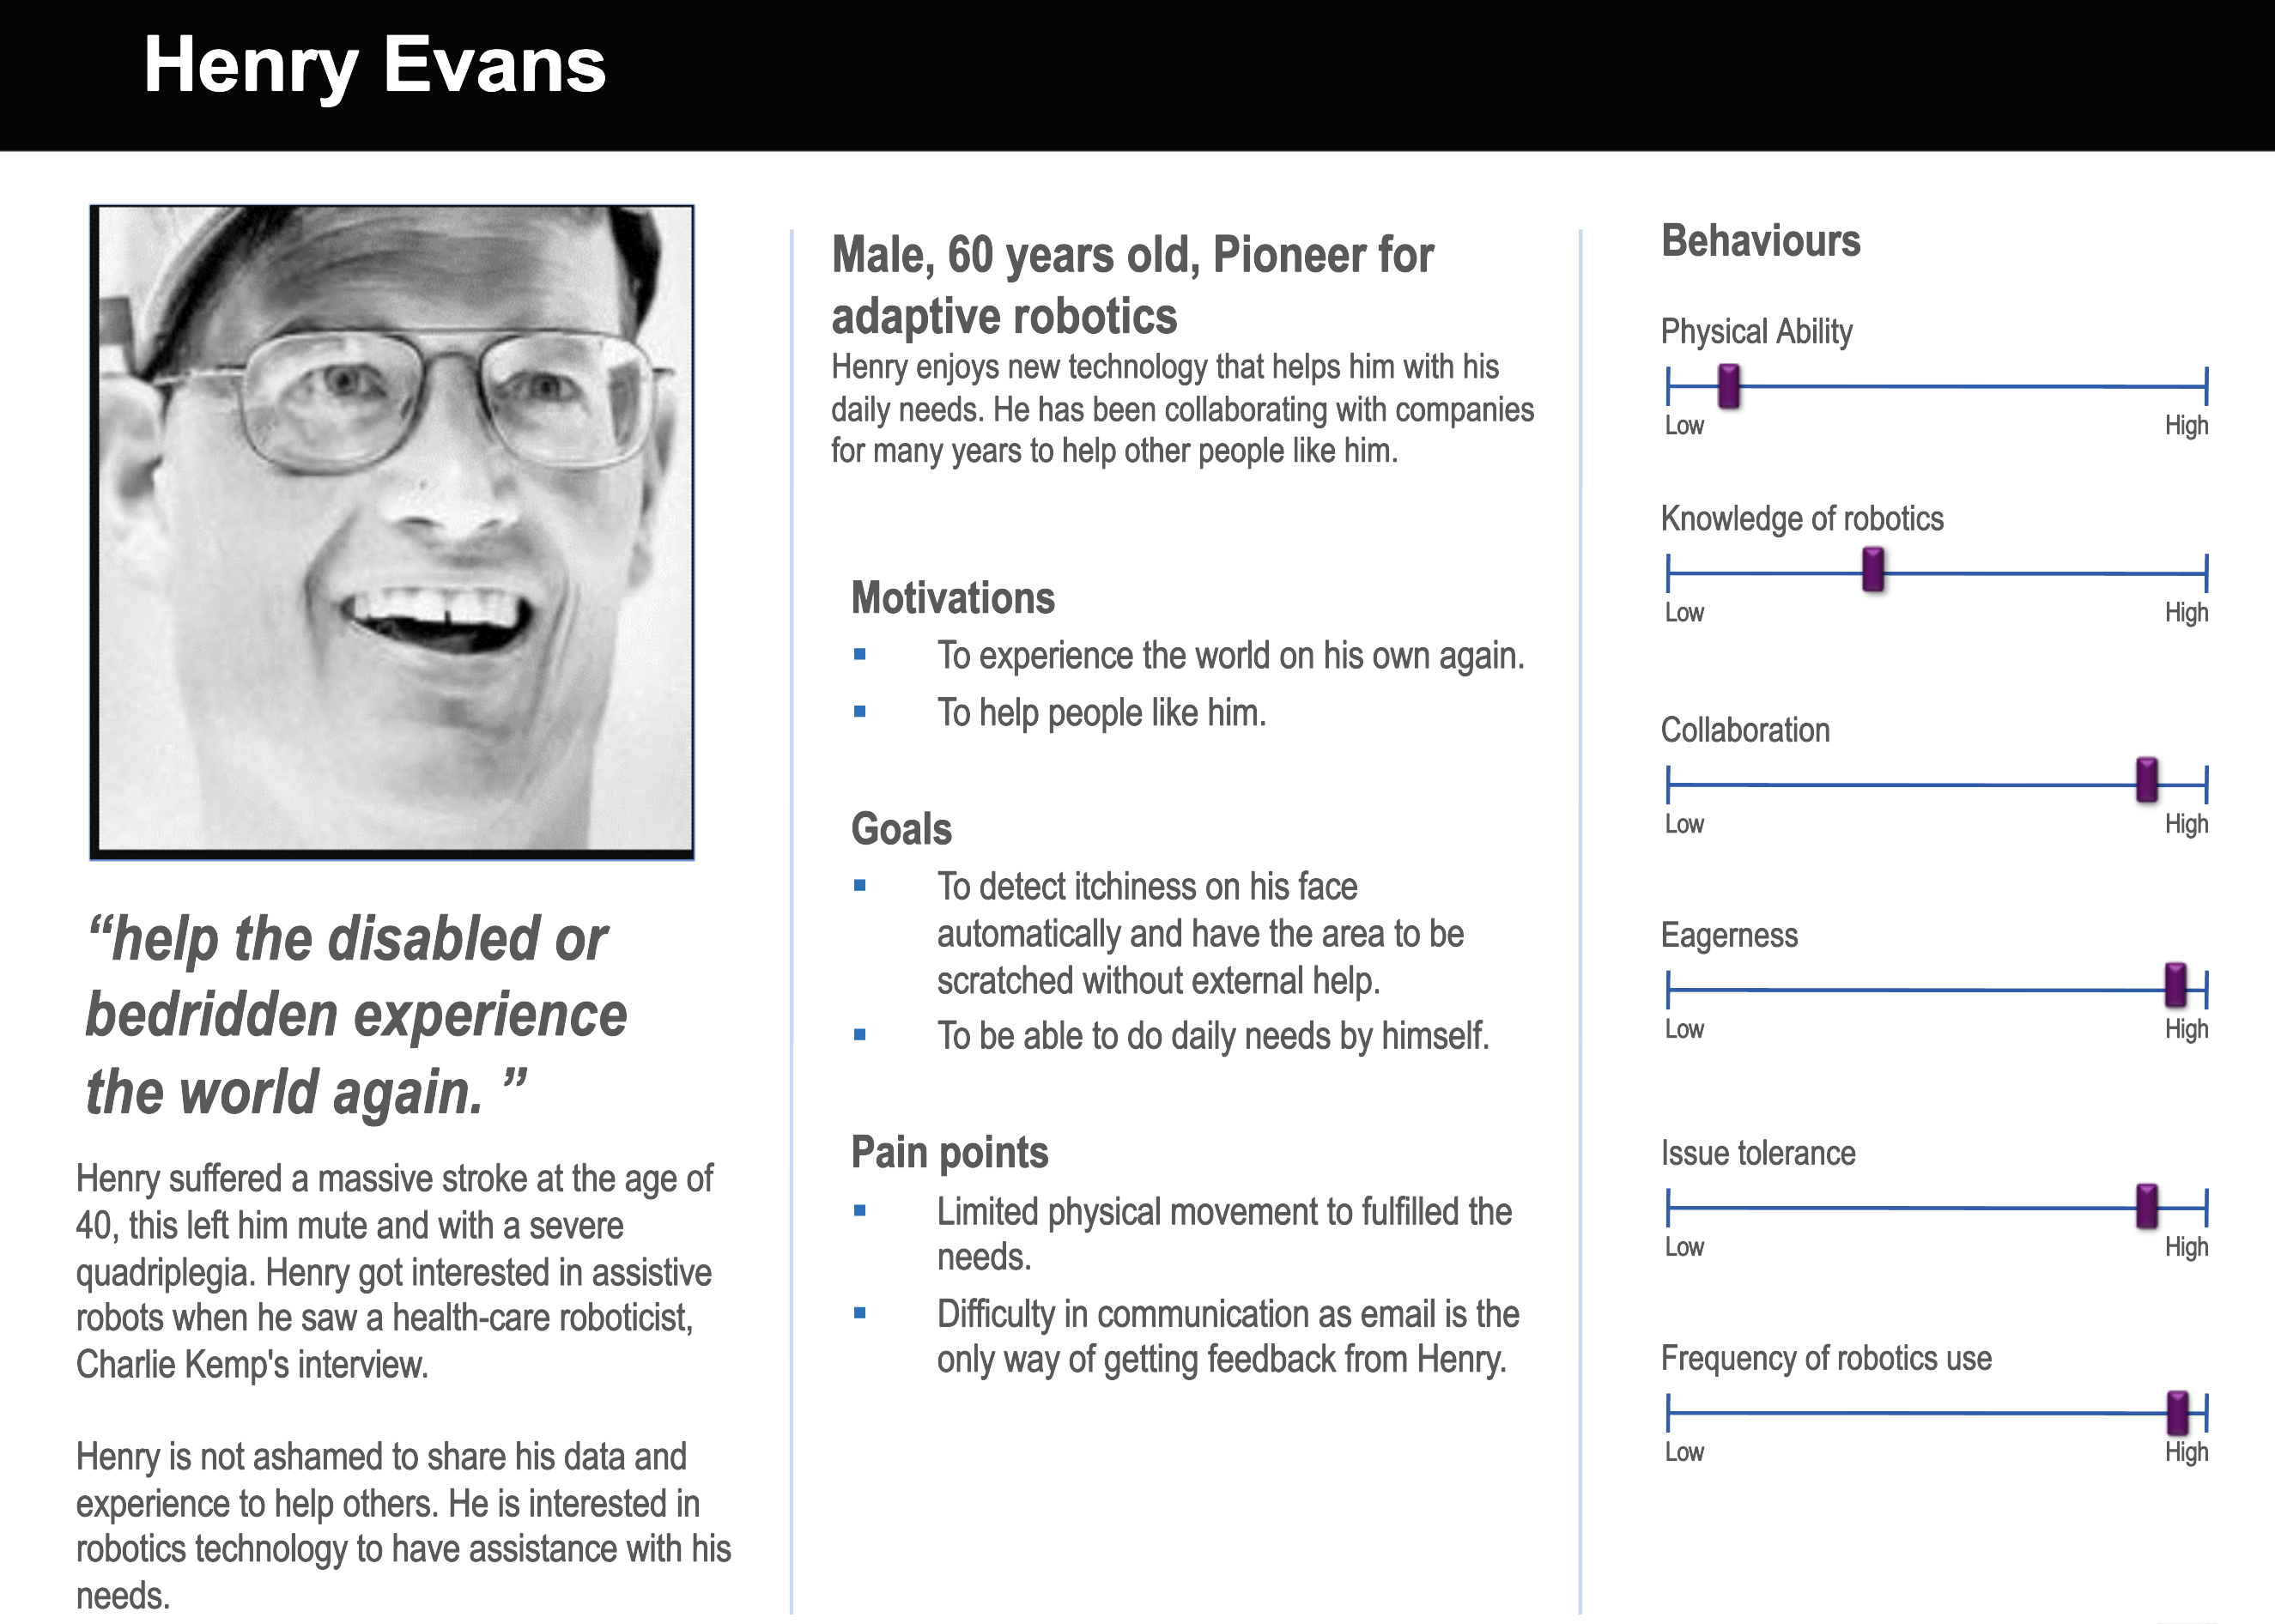 Henry Evans
“help the disabled or
bedridden experience
the world again. ”
Henry suffered a massive stroke at the age of
40, this left him mute and with a severe
quadriplegia. Henry got interested in assistive
robots when he saw a health-care roboticist,
Charlie Kemp's interview.
Henry is not ashamed to share his data and
experience to help others. He is interested in
robotics technology to have assistance with his
needs.
Male, 60 years old, Pioneer for
adaptive robotics
Henry enjoys new technology that helps him with his
daily needs. He has been collaborating with companies
for many years to help other people like him.
Motivations
To experience the world on his own again.
To help people like him.
Goals
To detect itchiness on his face
automatically and have the area to be
scratched without external help.
To be able to do daily needs by himself.
Pain points
Limited physical movement to fulfilled the
needs.
Difficulty in communication as email is the
only way of getting feedback from Henry.
Behaviours
Physical Ability
Low High
Knowledge of robotics
Low High
Collaboration
Low High
Eagerness
Low High
Issue tolerance
Low High
Frequency of robotics use
Low High